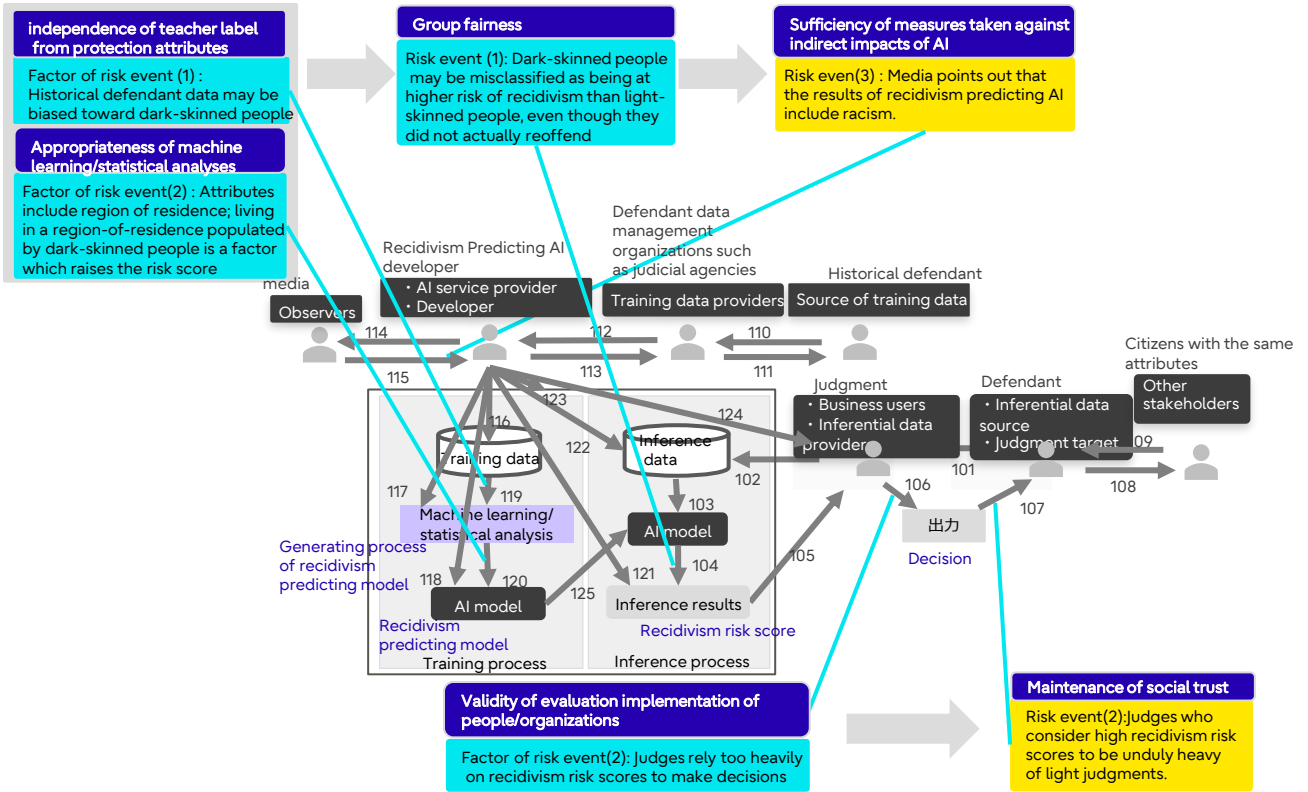 independence of teacher label
from protection attributes
Factor of risk event (1) :
Historical defendant data may be
biased toward dark-skinned people
Appropriateness of machine
learning/statistical analyses
Factor of risk event(2) : Attributes
include region of residence; living
in a region-of-residence populated
by dark-skinned people is a factor
which raises the risk score
Group fairness
Risk event (1): Dark-skinned people
may be misclassified as being at
higher risk of recidivism than light-
skinned people, even though they
did not actually reoffend
Sufficiency of measures taken against
indirect impacts of AI
Risk even(3) : Media points out that
the results of recidivism predicting AI
include racism.
media
Observers
Recidivism Predicting AI
developer
・AI service provider
・Developer
Defendant data
management
organizations such
as judicial agencies
Training data providers
Historical defendant
Source of training data
114
115
112
113
110
111
Citizens with the same
attributes
Other
stakeholders
Judgment
・Business users
・Inferential data
provider
Defendant
・Inferential data
source
・Judgment target
09
108
101
102
106
107
出力
Decision
105
123
124
116
122
Training data
Inference
data
117
119
103
Machine learning/
statistical analysis
AI model
Generating process
of recidivism
predicting model
118
120
125
121
104
AI model
Inference results
Recidivism
predicting model
Recidivism risk score
Training process
Inference process
Validity of evaluation implementation of
people/organizations
Factor of risk event(2): Judges rely too heavily
on recidivism risk scores to make decisions
Maintenance of social trust
Risk event(2):Judges who
consider high recidivism risk
scores to be unduly heavy
of light judgments.